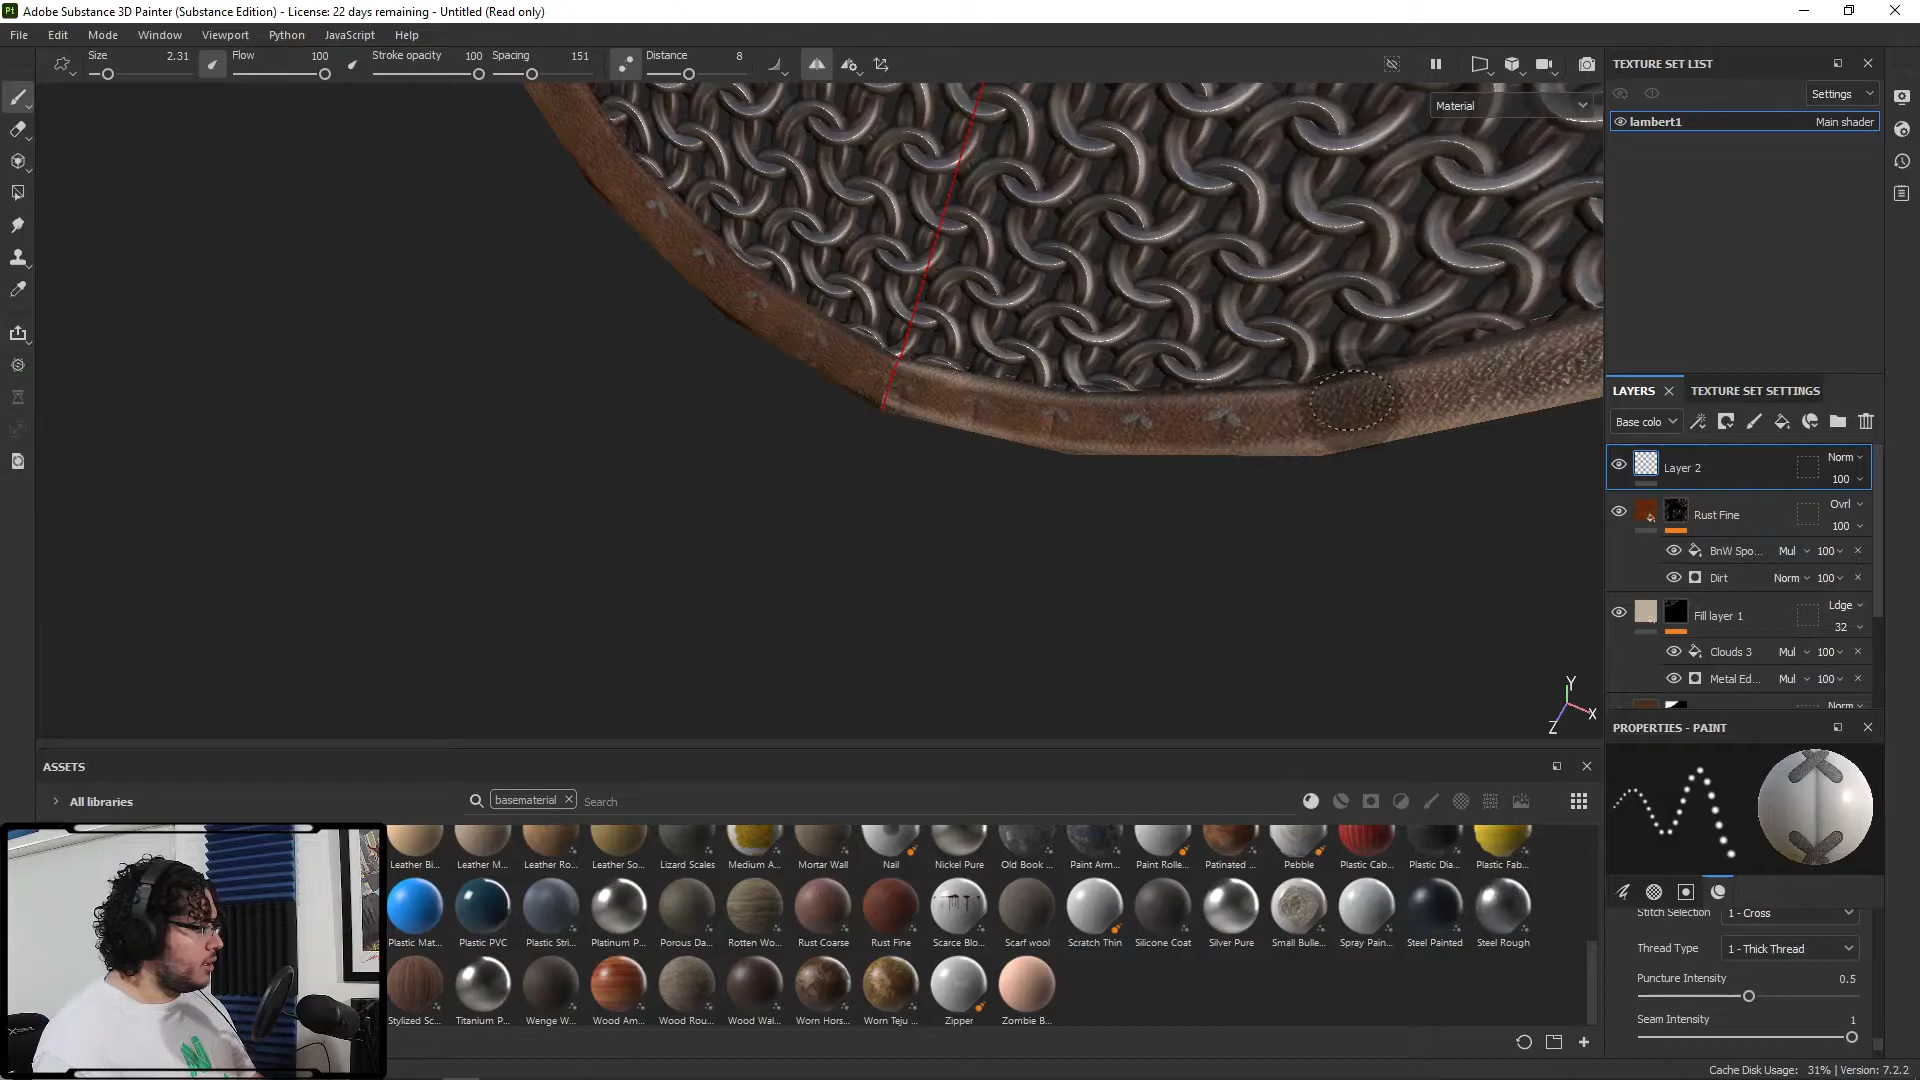 Adobe Substance 3D Painter (Substance Edition) - License: 22 days remaining - Untitled (Read only)
File Edit Mode Window Viewport Python JavaScript Help
Size 2.31 Flow 100 Stroke opacity 100 Spacing 151 Distance 8
Material
TEXTURE SET LIST
Settings
lambert1 Main shader
LAYERS TEXTURE SET SETTINGS
Base colo
Layer 2 Norm 100
Rust Fine Ovrl 100
BnW Spo... Mul 100
Dirt Norm 100
Fill layer 1 Ldge 32
Clouds 3 Mul 100
Metal Ed... Mul 100
Norm
Y
X
Z
PROPERTIES - PAINT
Stitch Selection 1 - Cross
Thread Type 1 - Thick Thread
Puncture Intensity 0.5
Seam Intensity 1
ASSETS
All libraries
basematerial Search
Leather Bi... Leather M... Leather Ro... Leather So... Lizard Scales Medium A... Mortar Wall Nail Nickel Pure Old Book ... Paint Arm... Paint Rolle... Patinated ... Pebble Plastic Cab... Plastic Dia... Plastic Fab...
Plastic Mat... Plastic PVC Plastic Stri... Platinum P... Porous Da... Rotten Wo... Rust Coarse Rust Fine Scarce Blo... Scarf wool Scratch Thin Silicone Coat Silver Pure Small Bulle... Spray Pain... Steel Painted Steel Rough
Stylized Sc... Titanium P... Wenge W... Wood Am... Wood Rou... Wood Wal... Worn Hors... Worn Teju ... Zipper Zombie B...
Cache Disk Usage: 31% | Version: 7.2.2